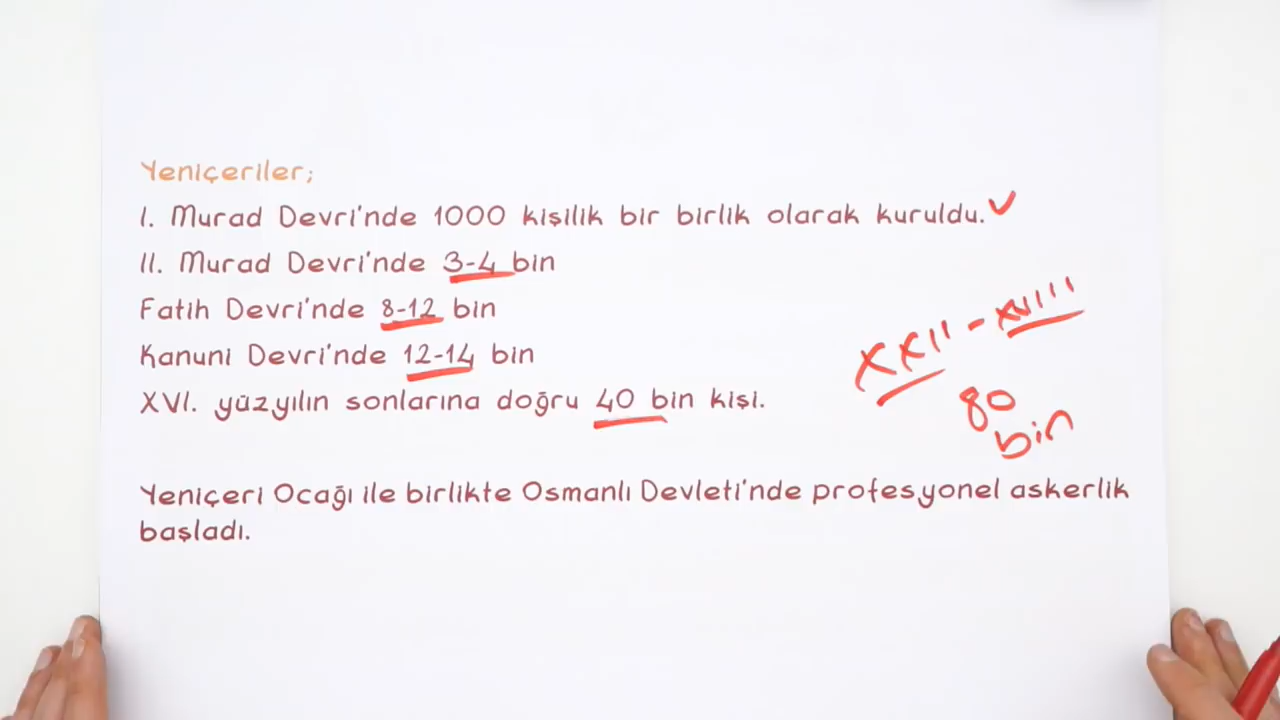 Yeniçeriler;
I. Murad Devri'nde 1000 kişilik bir birlik olarak kuruldu.
II. Murad Devri'nde 3-4 bin
Fatih Devri'nde 8-12 bin
Kanuni Devri'nde 12-14 bin
XVI. yüzyılın sonlarına doğru 40 bin kişi.
XXII - XVIII
80
bin
Yeniçeri Ocağı ile birlikte Osmanlı Devleti'nde profesyonel askerlik
başladı.